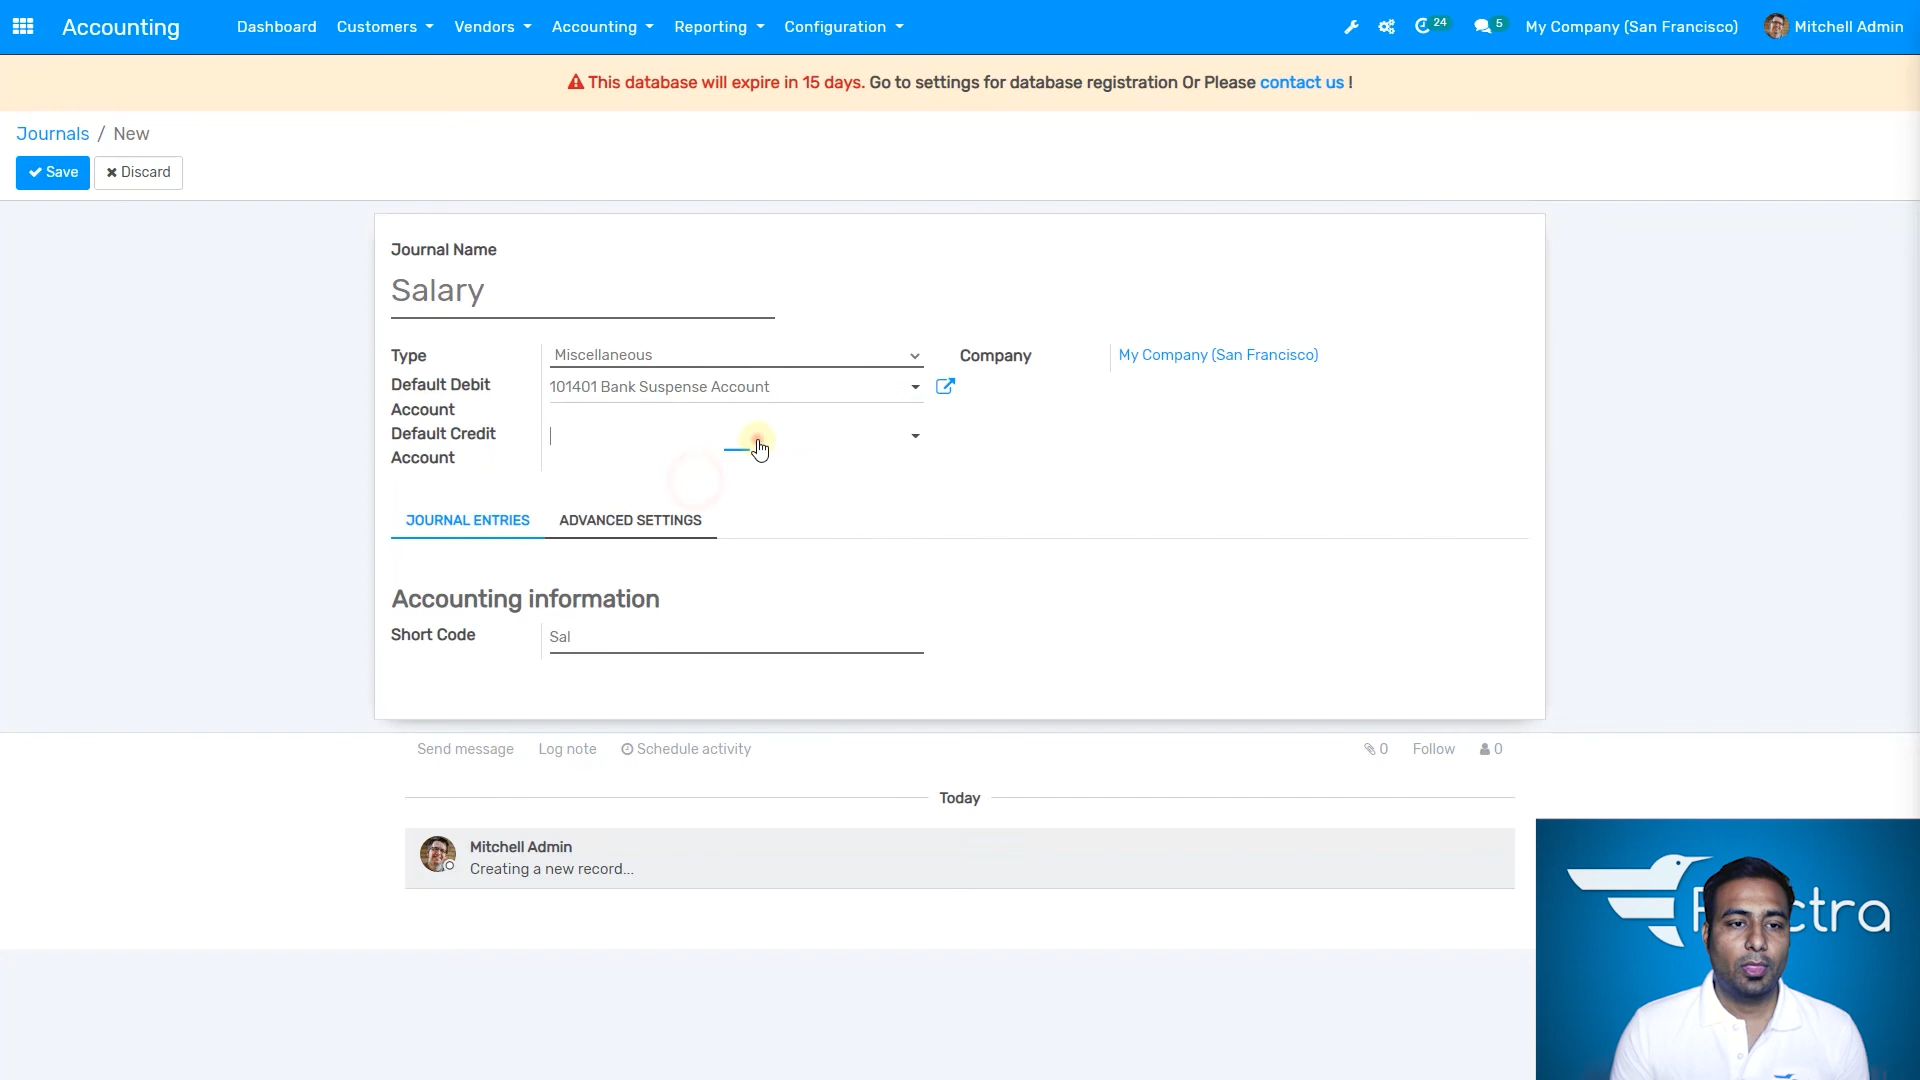 Accounting
Dashboard
Customers
Vendors
Accounting
Reporting
Configuration
24
5
My Company (San Francisco)
Mitchell Admin
This database will expire in 15 days. Go to settings for database registration Or Please contact us !
Journals / New
Save
Discard
Journal Name
Salary
Type
Miscellaneous
Company
My Company (San Francisco)
Default Debit
Account
101401 Bank Suspense Account
Default Credit
Account
JOURNAL ENTRIES
ADVANCED SETTINGS
Accounting information
Short Code
Sal
Send message
Log note
Schedule activity
0
Follow
0
Today
Mitchell Admin
Creating a new record...